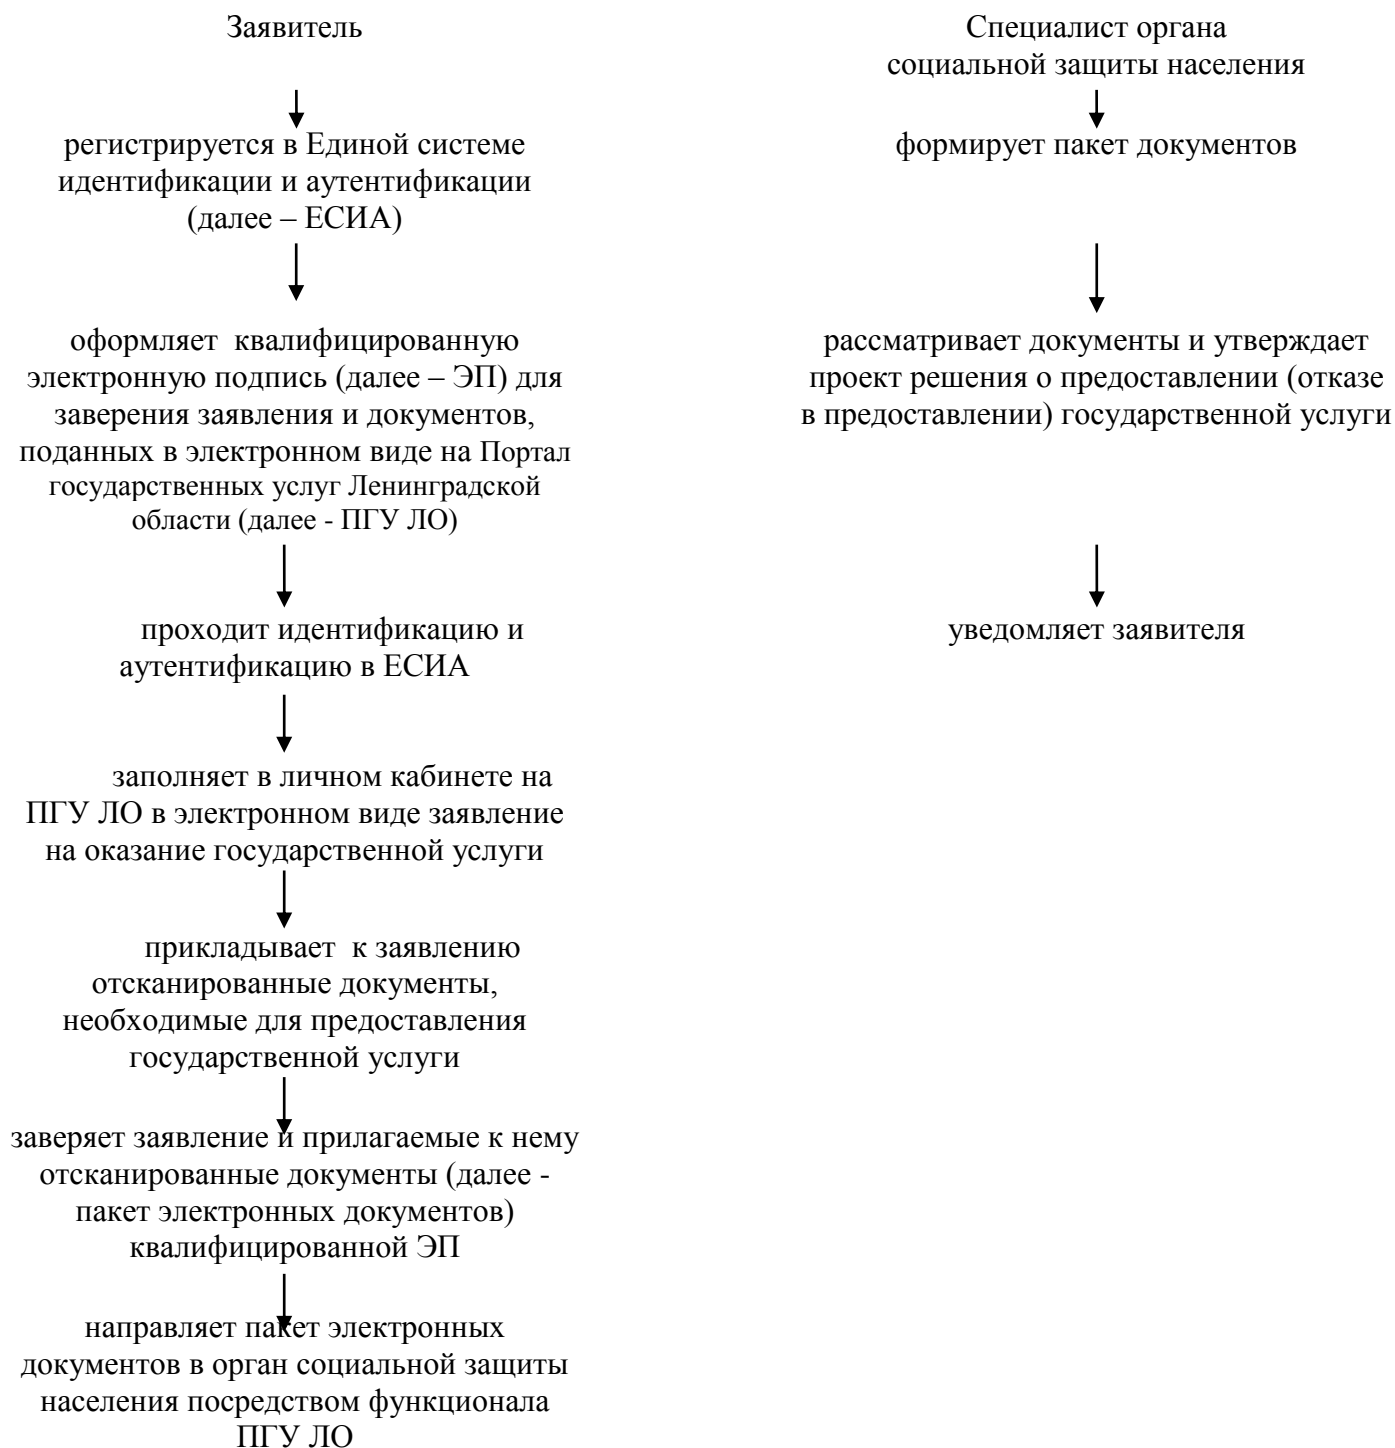 Заявитель
регистрируется в Единой системе
идентификации и аутентификации
(далее – ЕСИА)
оформляет квалифицированную
электронную подпись (далее – ЭП) для
заверения заявления и документов,
поданных в электронном виде на Портал
государственных услуг Ленинградской
области (далее - ПГУ ЛО)
проходит идентификацию и
аутентификацию в ЕСИА
заполняет в личном кабинете на
ПГУ ЛО в электронном виде заявление
на оказание государственной услуги
прикладывает к заявлению
отсканированные документы,
необходимые для предоставления
государственной услуги
заверяет заявление и прилагаемые к нему
отсканированные документы (далее -
пакет электронных документов)
квалифицированной ЭП
направляет пакет электронных
документов в орган социальной защиты
населения посредством функционала
ПГУ ЛО
Специалист органа
социальной защиты населения
формирует пакет документов
рассматривает документы и утверждает
проект решения о предоставлении (отказе
в предоставлении) государственной услуги
уведомляет заявителя